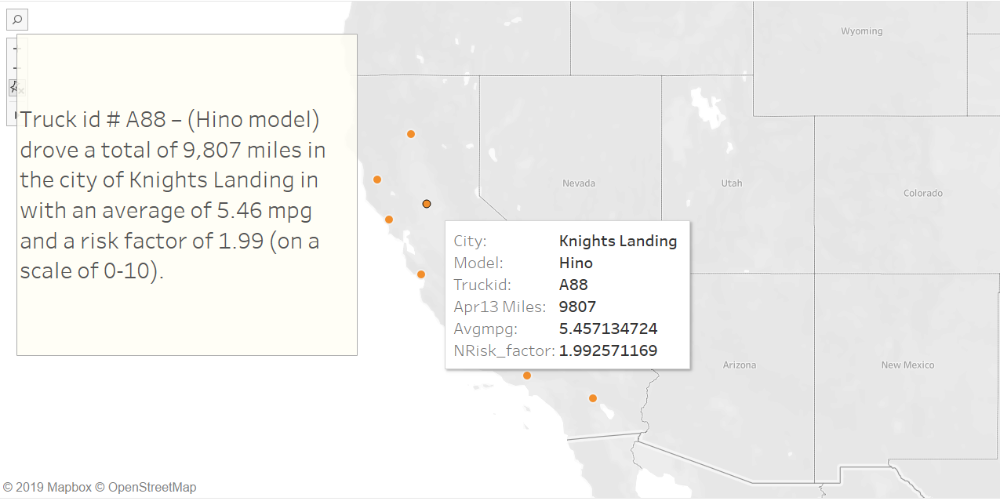 Wyoming
Truck id # A88 – (Hino model)
drove a total of 9,807 miles in
the city of Knights Landing in
with an average of 5.46 mpg
and a risk factor of 1.99 (on a
scale of 0-10).
Nevada
Utah
Colorado
City: Knights Landing
Model: Hino
Truckid: A88
Apr13 Miles: 9807
Avgmpg: 5.457134724
NRisk_factor: 1.992571169
Arizona
New Mexico
© 2019 Mapbox © OpenStreetMap